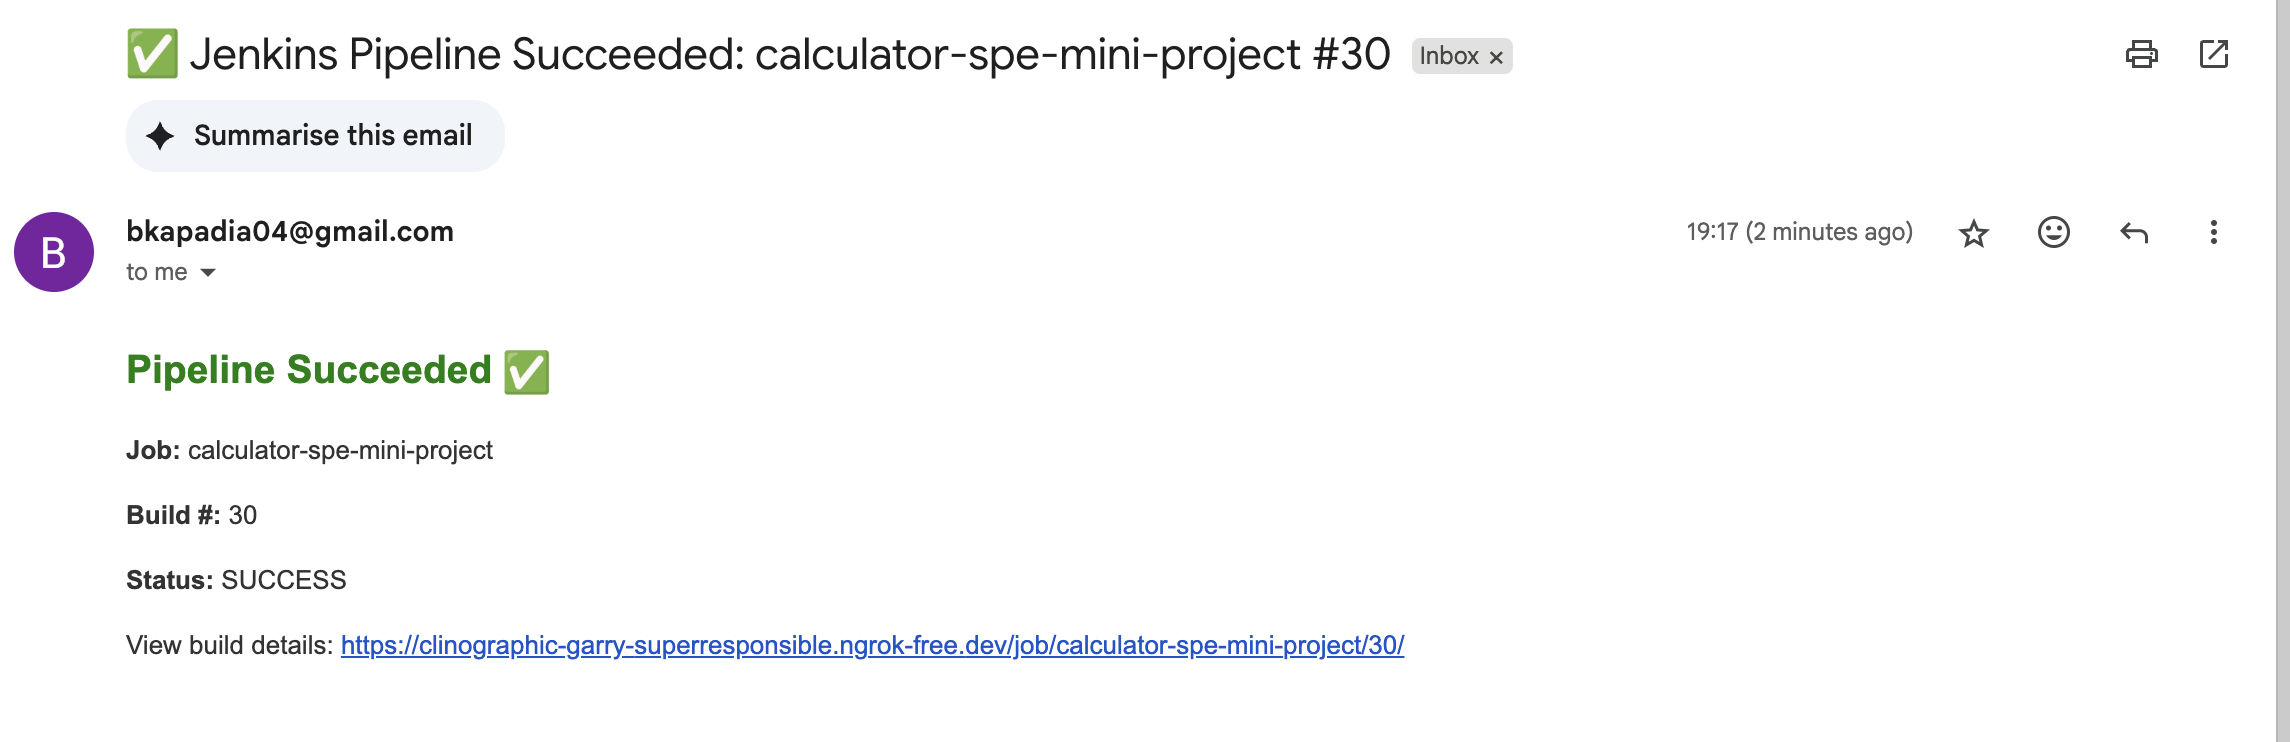 ✅ Jenkins Pipeline Succeeded: calculator-spe-mini-project #30 Inbox ×
Summarise this email
B
bkapadia04@gmail.com 19:17 (2 minutes ago)
to me
Pipeline Succeeded ✅
Job: calculator-spe-mini-project
Build #: 30
Status: SUCCESS
View build details: https://clinographic-garry-superresponsible.ngrok-free.dev/job/calculator-spe-mini-project/30/